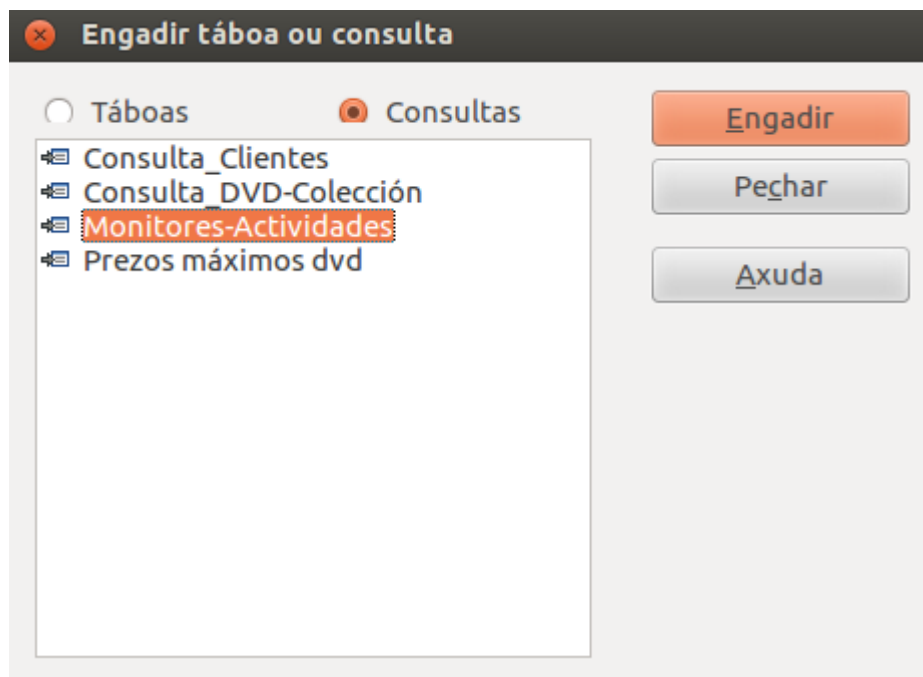 Engadir táboa ou consulta
Táboas
Consultas
Engadir
Consulta_Clientes
Consulta_DVD-Colección
Pechar
Monitores-Actividades
Prezos máximos dvd
Axuda